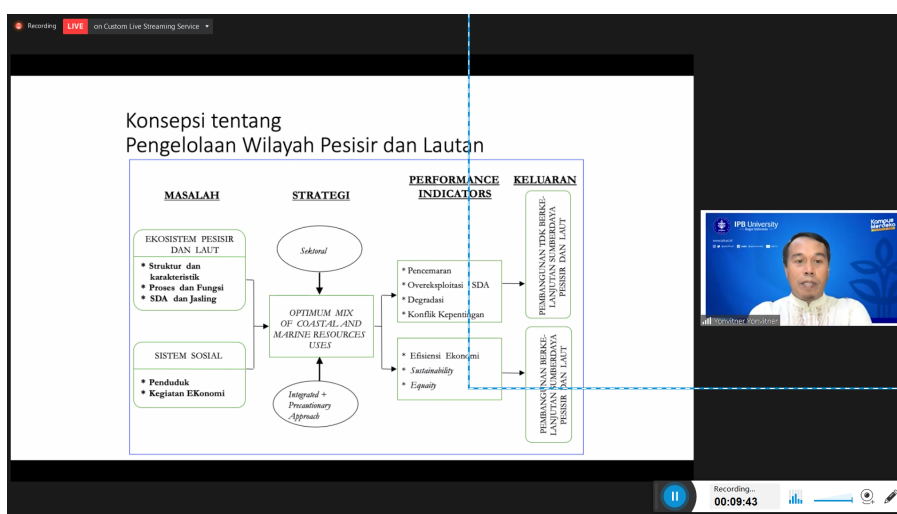 Recording
LIVE
on Custom Live Streaming Service
Konsepsi tentang
Pengelolaan Wilayah Pesisir dan Lautan
MASALAH
STRATEGI
PERFORMANCE
INDICATORS
KELUARAN
EKOSISTEM PESISIR
DAN LAUT
* Struktur dan
karakteristik
* Proses dan Fungsi
* SDA dan Jasling
SISTEM SOSIAL
* Penduduk
* Kegiatan EKonomi
Sektoral
OPTIMUM MIX
OF COASTAL AND
MARINE RESOURCES
USES
Integrated +
Precautionary
Approach
* Pencemaran
* Overeksploitasi SDA
* Degradasi
* Konflik Kepentingan
* Efisiensi Ekonomi
* Sustainability
* Equaity
PEMBANGUNAN TDK BERKE-
LANJUTAN SUMBERDAYA
PESISIR DAN LAUT
PEMBANGUNAN BERKE-
LANJUTAN SUMBERDAYA
PESISIR DAN LAUT
IPB University
Kampus
Merdeka
Yonvitner Yonvitner
Recording...
00:09:43